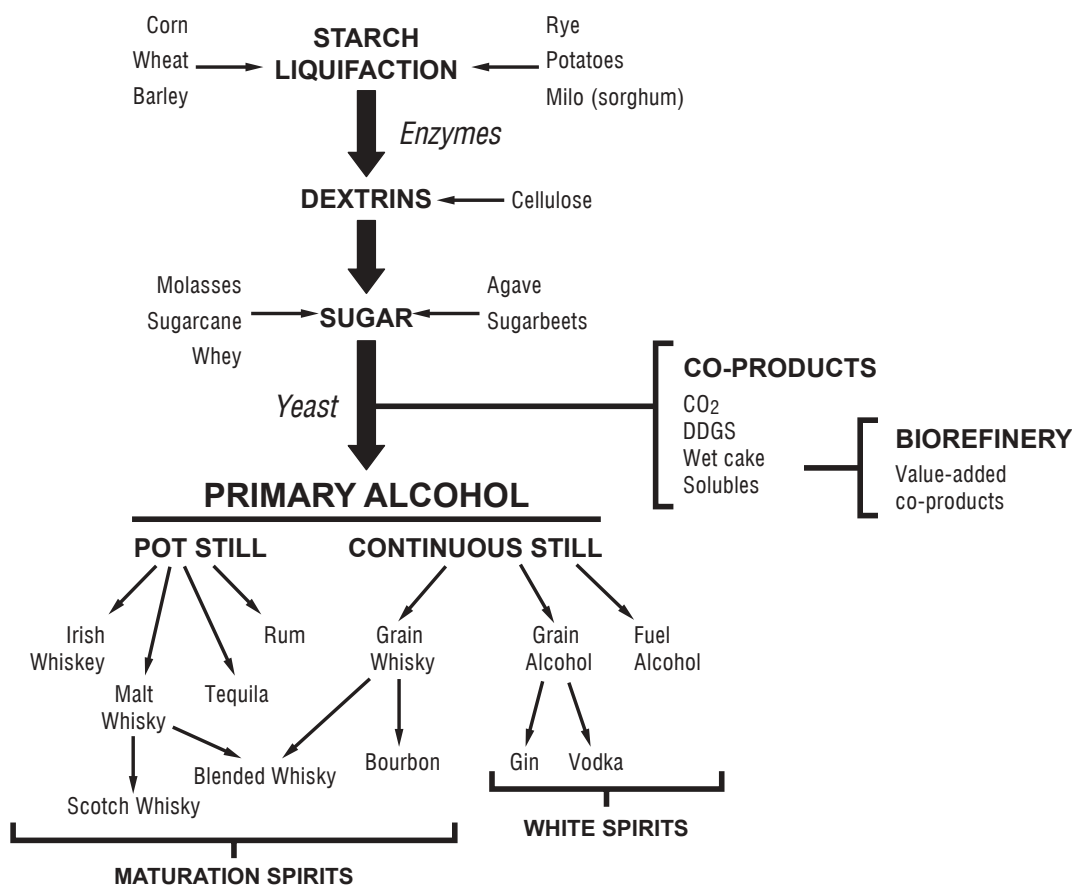 Corn
Wheat
Barley
STARCH
LIQUIFACTION
Rye
Potatoes
Milo (sorghum)
Enzymes
DEXTRINS
Cellulose
Molasses
Sugarcane
Whey
SUGAR
Agave
Sugarbeets
Yeast
CO-PRODUCTS
CO2
DDGS
Wet cake
Solubles
BIOREFINERY
Value-added
co-products
PRIMARY ALCOHOL
POT STILL
CONTINUOUS STILL
Irish
Whiskey
Malt
Whisky
Tequila
Rum
Grain
Whisky
Grain
Alcohol
Fuel
Alcohol
Scotch Whisky
Blended Whisky
Bourbon
Gin
Vodka
WHITE SPIRITS
MATURATION SPIRITS